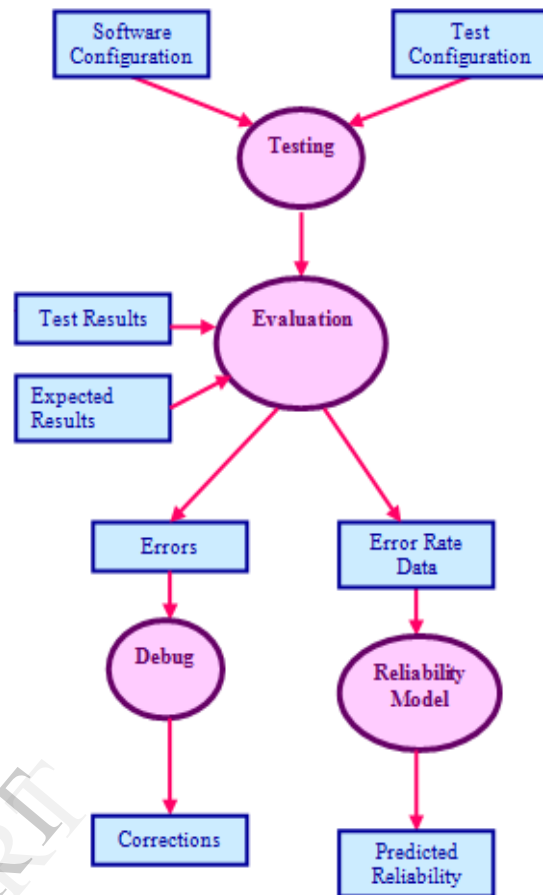 Software
Configuration
Test
Configuration
Testing
Test Results
Evaluation
Expected
Results
Errors
Error Rate
Data
Debug
Reliability
Model
Corrections
Predicted
Reliability